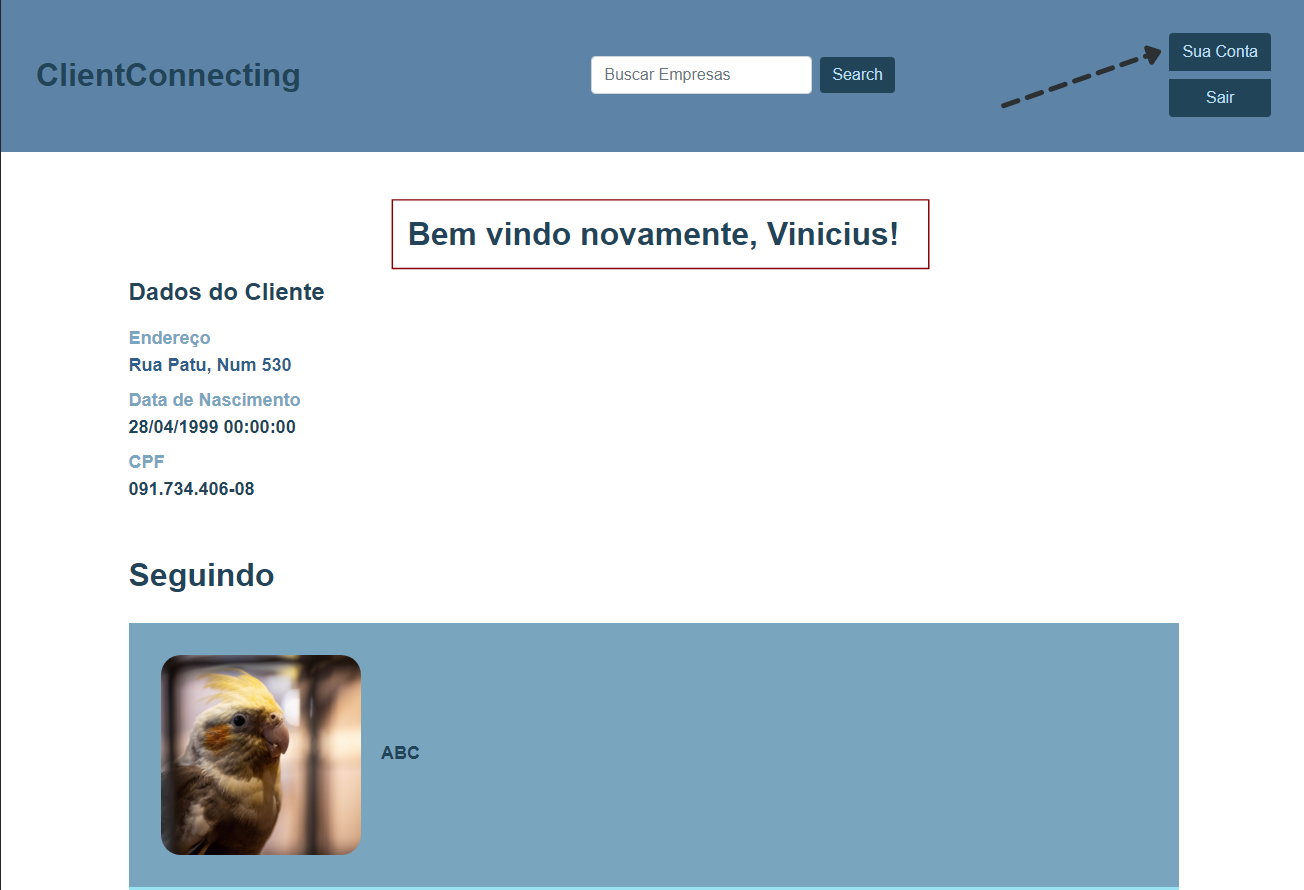 ClientConnecting
Buscar Empresas
Search
Sua Conta
Sair
Bem vindo novamente, Vinicius!
Dados do Cliente
Endereço
Rua Patu, Num 530
Data de Nascimento
28/04/1999 00:00:00
CPF
091.734.406-08
Seguindo
ABC